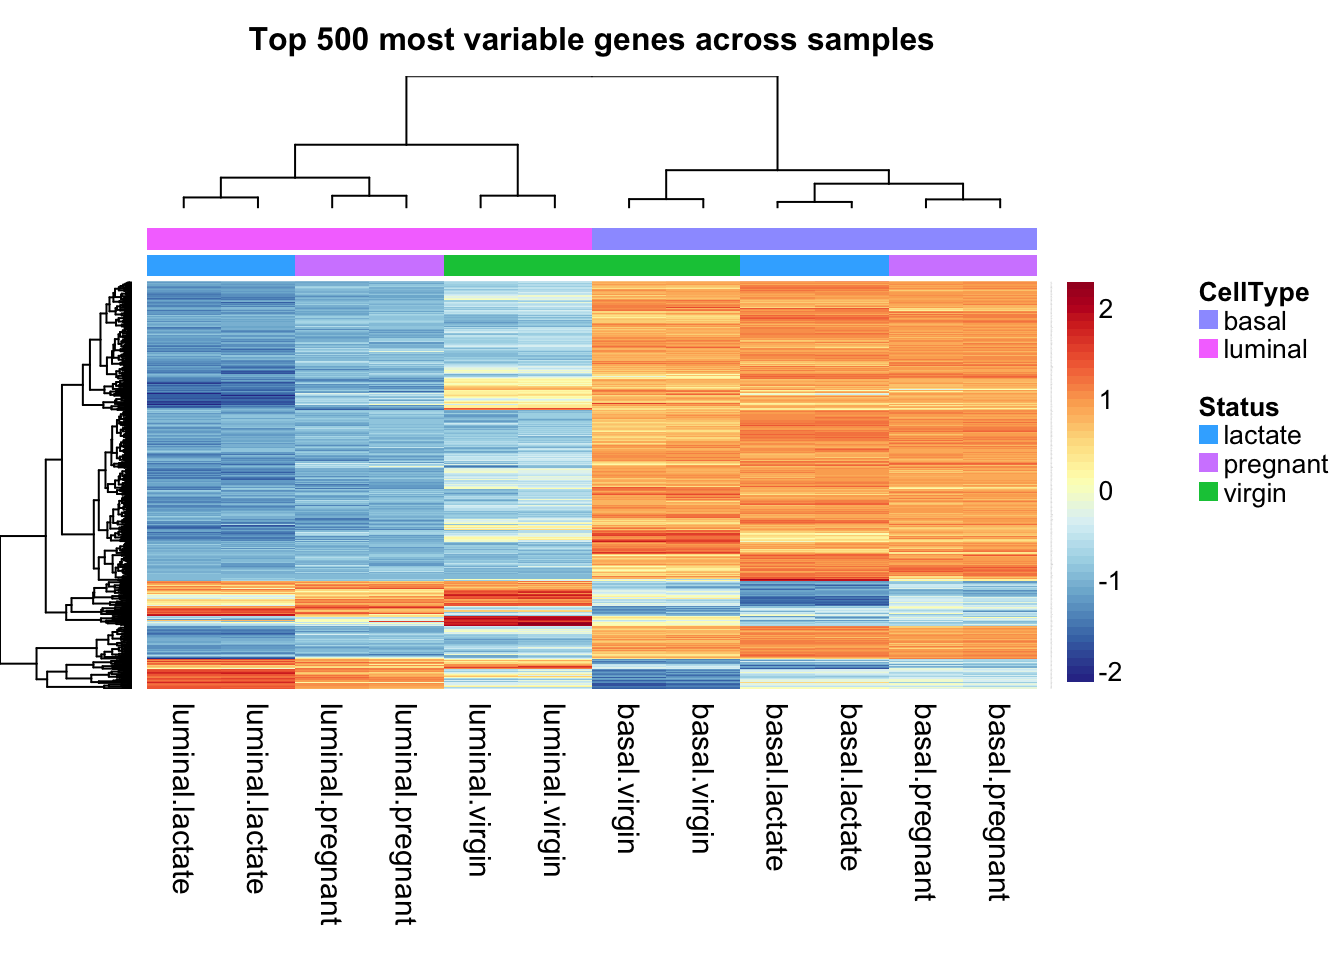 Top 500 most variable genes across samples
2
1
0
-1
-2
CellType
basal
luminal
Status
lactate
pregnant
virgin
luminal.lactate
luminal.lactate
luminal.pregnant
luminal.pregnant
luminal.virgin
luminal.virgin
basal.virgin
basal.virgin
basal.lactate
basal.lactate
basal.pregnant
basal.pregnant